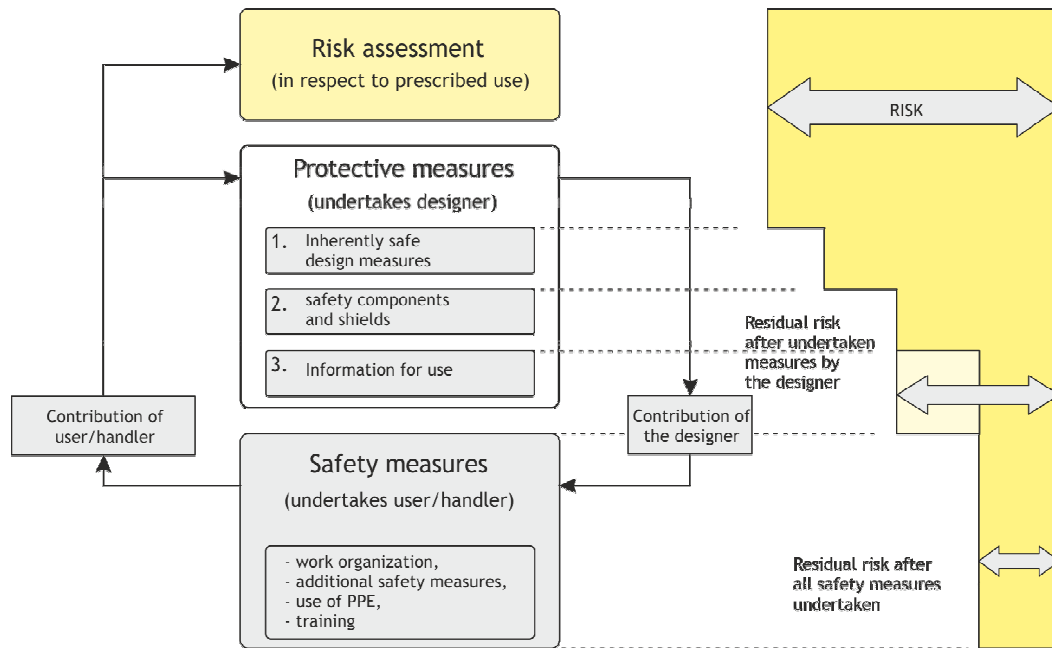 Risk assessment
(in respect to prescribed use)
RISK
Protective measures
(undertakes designer)
1. Inherently safe
design measures
2. safety components
and shields
3. Information for use
Residual risk
after undertaken
measures by
the designer
Contribution of
user/handler
Contribution of
the designer
Safety measures
(undertakes user/handler)
- work organization,
- additional safety measures,
- use of PPE,
- training
Residual risk after
all safety measures
undertaken